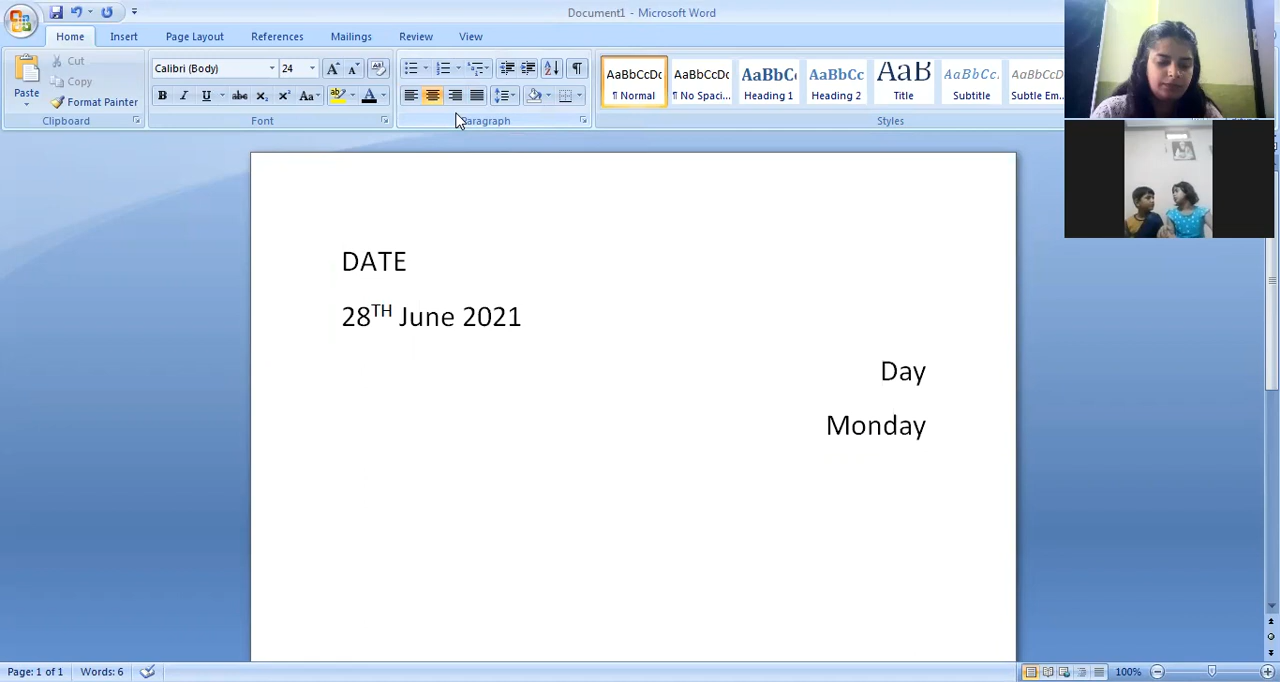 Document1 - Microsoft Word
Home Insert Page Layout References Mailings Review View
Paste
Cut
Copy
Format Painter
Clipboard
Calibri (Body) 24
Font
Paragraph
AaBbCcDc AaBbCcDc AaBbC AaBbCc AaB AaBbCc. AaBbCcD
¶ Normal ¶ No Spaci... Heading 1 Heading 2 Title Subtitle Subtle Em...
Styles
DATE
28TH June 2021
Day
Monday
Page: 1 of 1 Words: 6 100%